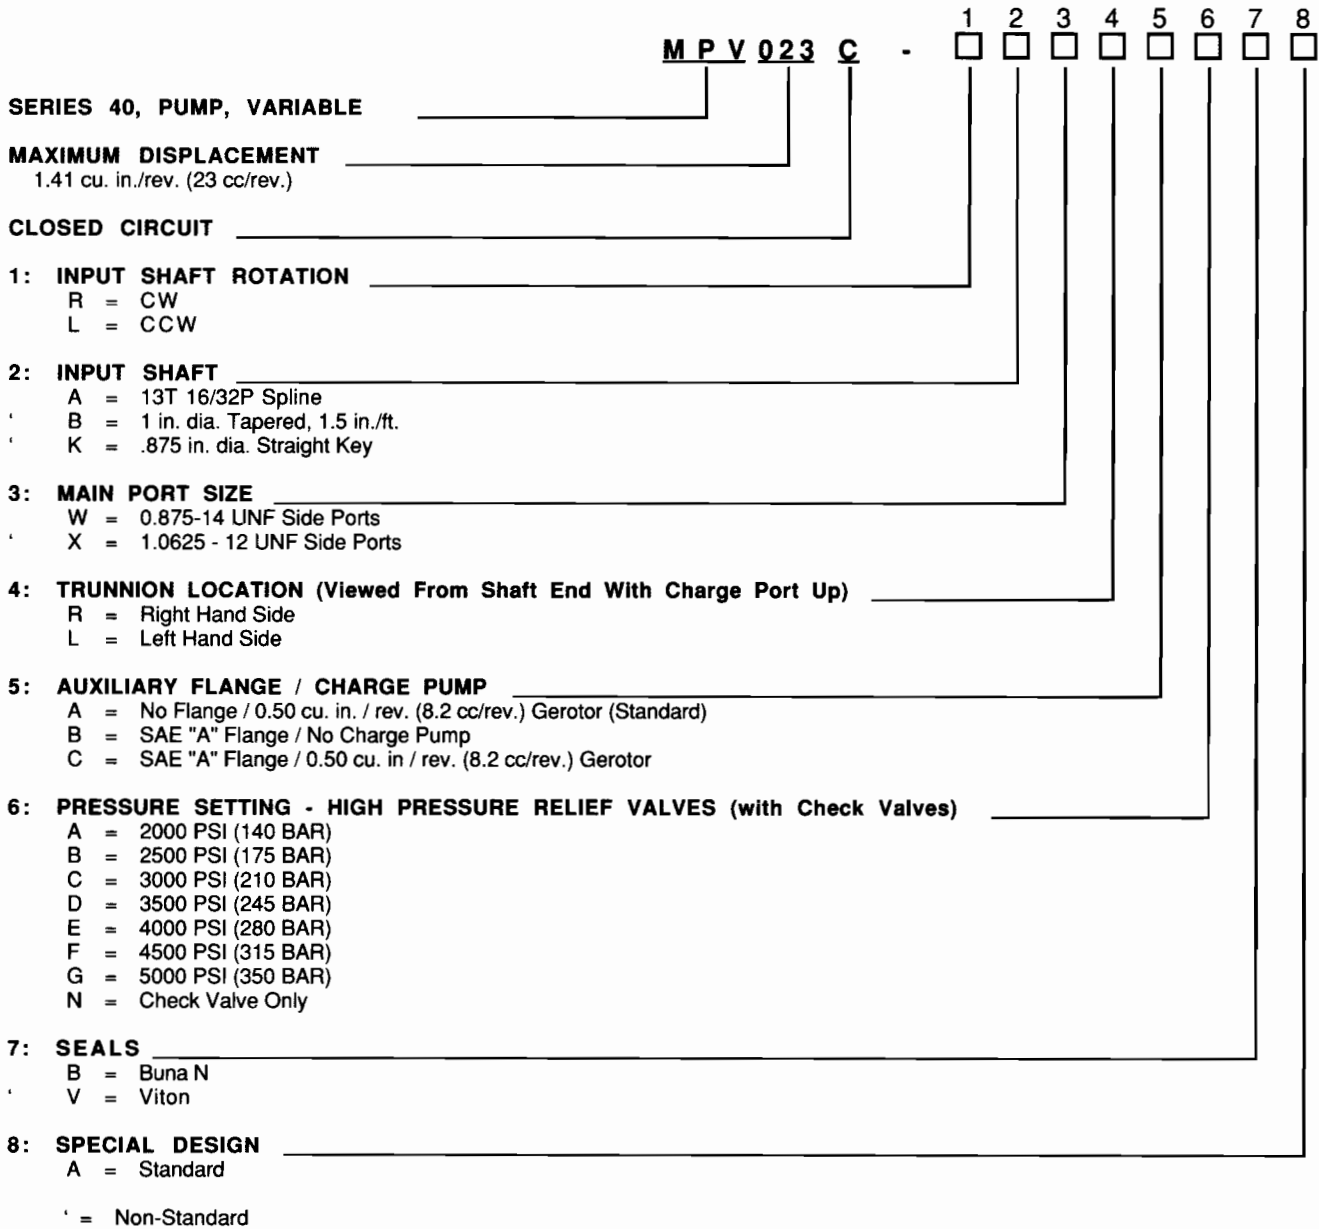 1 2 3 4 5 6 7 8
MPV 023 C -
SERIES 40, PUMP, VARIABLE
MAXIMUM DISPLACEMENT
1.41 cu. in./rev. (23 cc/rev.)
CLOSED CIRCUIT
1: INPUT SHAFT ROTATION
R = CW
L = CCW
2: INPUT SHAFT
A = 13T 16/32P Spline
‘ B = 1 in. dia. Tapered, 1.5 in./ft.
‘ K = .875 in. dia. Straight Key
3: MAIN PORT SIZE
W = 0.875-14 UNF Side Ports
‘ X = 1.0625 - 12 UNF Side Ports
4: TRUNNION LOCATION (Viewed From Shaft End With Charge Port Up)
R = Right Hand Side
L = Left Hand Side
5: AUXILIARY FLANGE / CHARGE PUMP
A = No Flange / 0.50 cu. in. / rev. (8.2 cc/rev.) Gerotor (Standard)
B = SAE "A" Flange / No Charge Pump
C = SAE "A" Flange / 0.50 cu. in / rev. (8.2 cc/rev.) Gerotor
6: PRESSURE SETTING - HIGH PRESSURE RELIEF VALVES (with Check Valves)
A = 2000 PSI (140 BAR)
B = 2500 PSI (175 BAR)
C = 3000 PSI (210 BAR)
D = 3500 PSI (245 BAR)
E = 4000 PSI (280 BAR)
F = 4500 PSI (315 BAR)
G = 5000 PSI (350 BAR)
N = Check Valve Only
7: SEALS
B = Buna N
‘ V = Viton
8: SPECIAL DESIGN
A = Standard
‘ = Non-Standard